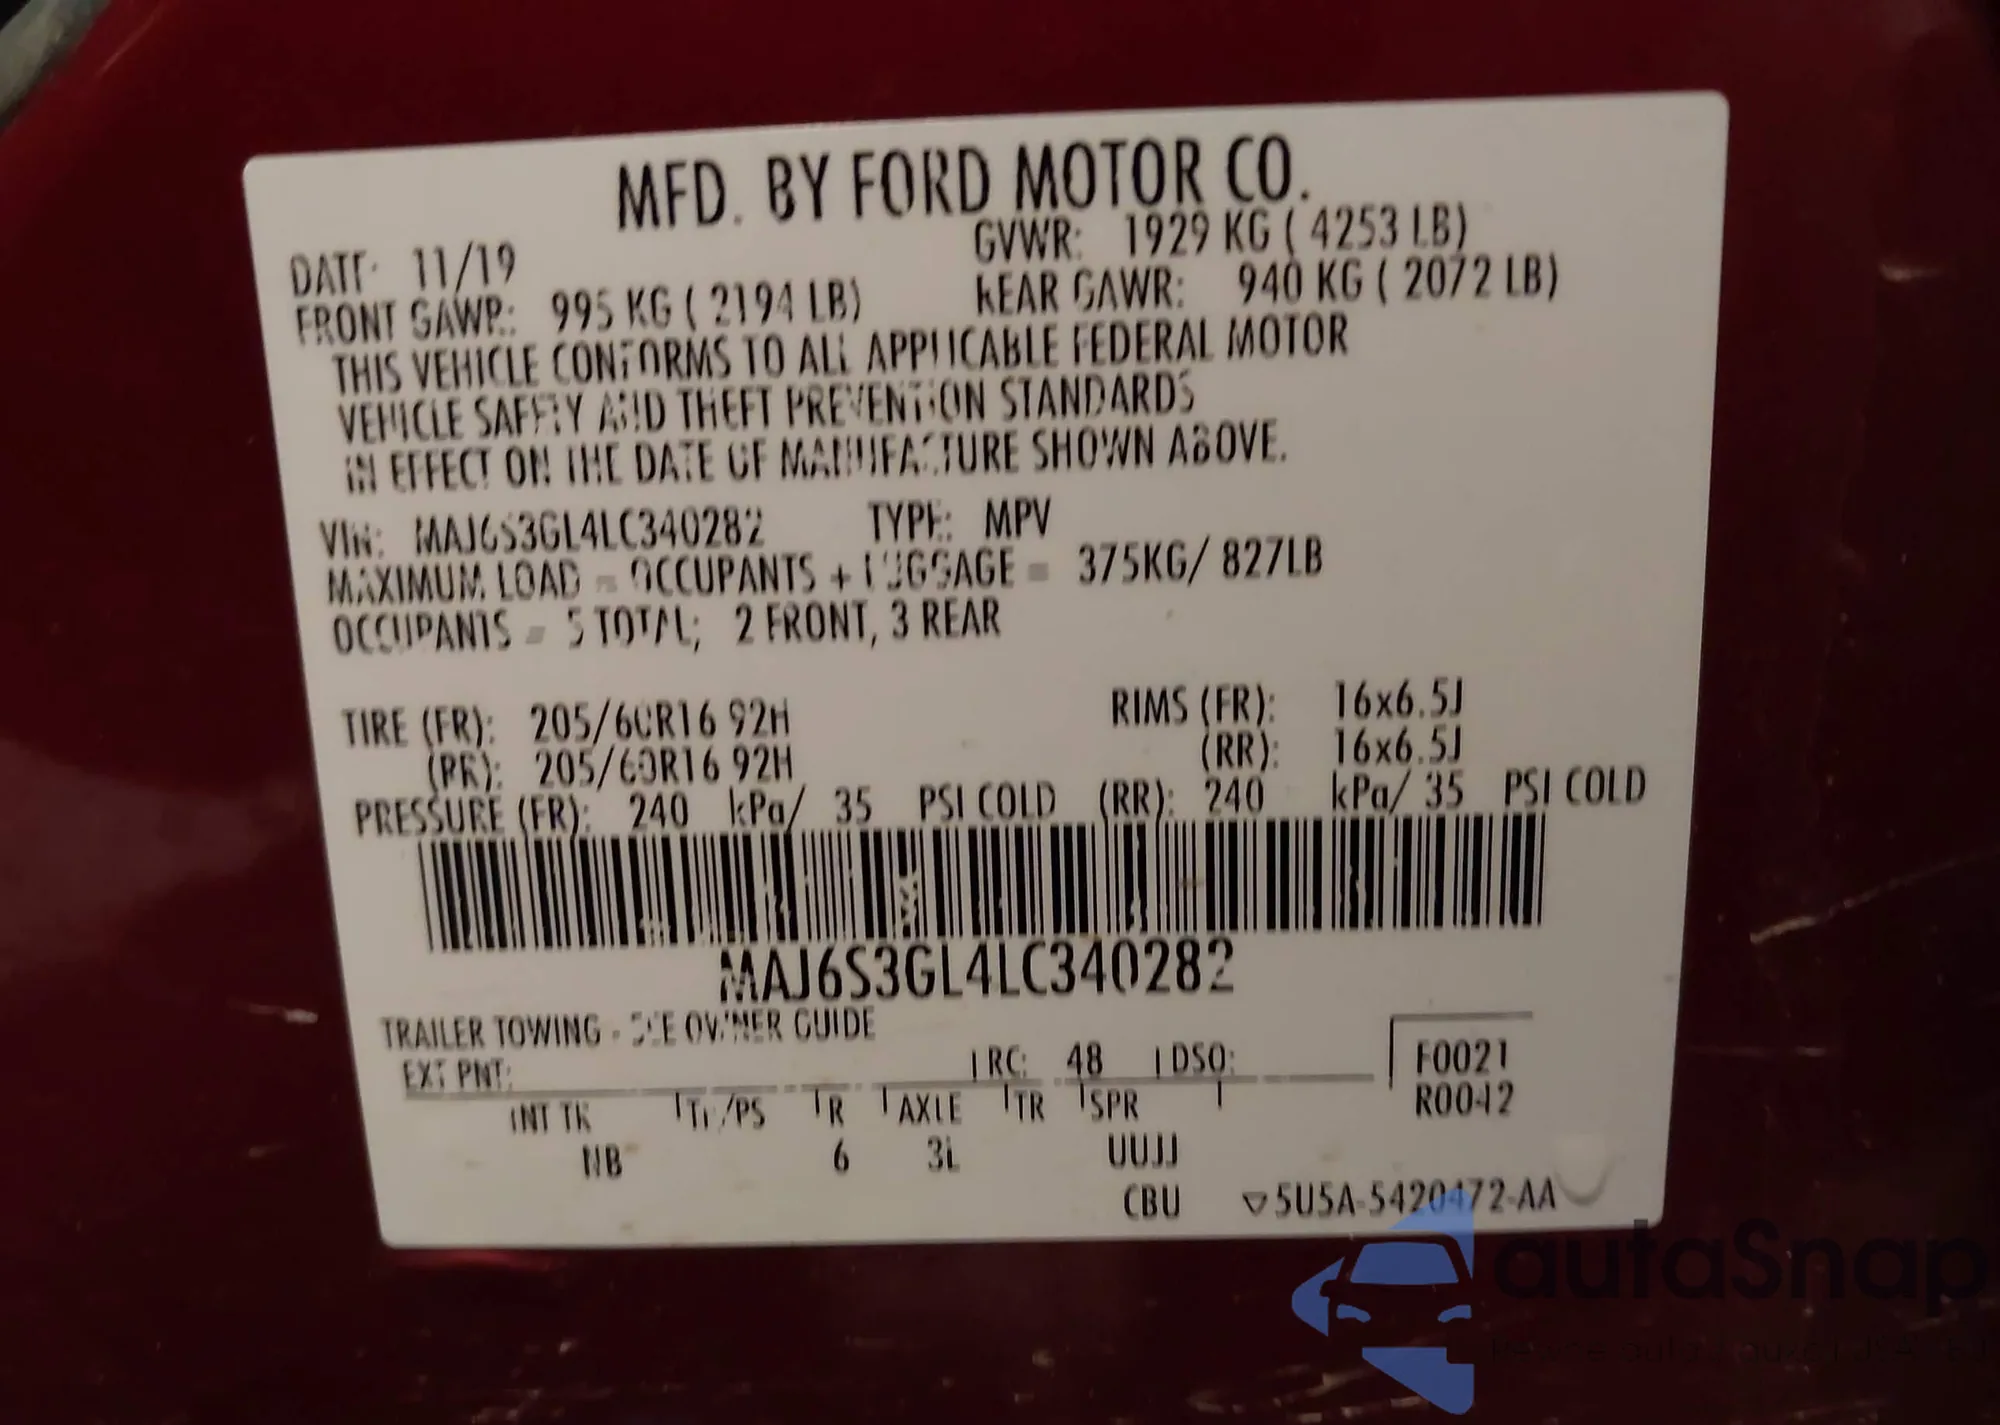 MFD. BY FORD MOTOR CO.
DATE: 11/19 GVWR: 1929 KG ( 4253 LB)
FRONT GAWR: 995 KG ( 2194 LB) REAR GAWR: 940 KG ( 2072 LB)
THIS VEHICLE CONFORMS TO ALL APPLICABLE FEDERAL MOTOR
VEHICLE SAFETY AND THEFT PREVENTION STANDARDS
IN EFFECT ON THE DATE OF MANUFACTURE SHOWN ABOVE.
VIN: MAJ6S3GL4LC340282 TYPE: MPV
MAXIMUM LOAD = OCCUPANTS + LUGGAGE = 375KG/ 827LB
OCCUPANTS = 5 TOTAL; 2 FRONT, 3 REAR
TIRE (FR): 205/60R16 92H RIMS (FR): 16x6.5J
(RR): 205/60R16 92H (RR): 16x6.5J
PRESSURE (FR): 240 kPa/ 35 PSI COLD (RR): 240 kPa/ 35 PSI COLD
MAJ6S3GL4LC340282
TRAILER TOWING - SEE OWNER GUIDE
EXT PNT: RC: 48 DSO: F0021
INT TR TP/PS R AXLE TR SPR R0042
NB 6 3L UUJJ
CBU ▽5U5A-5420472-AA
autaSnap